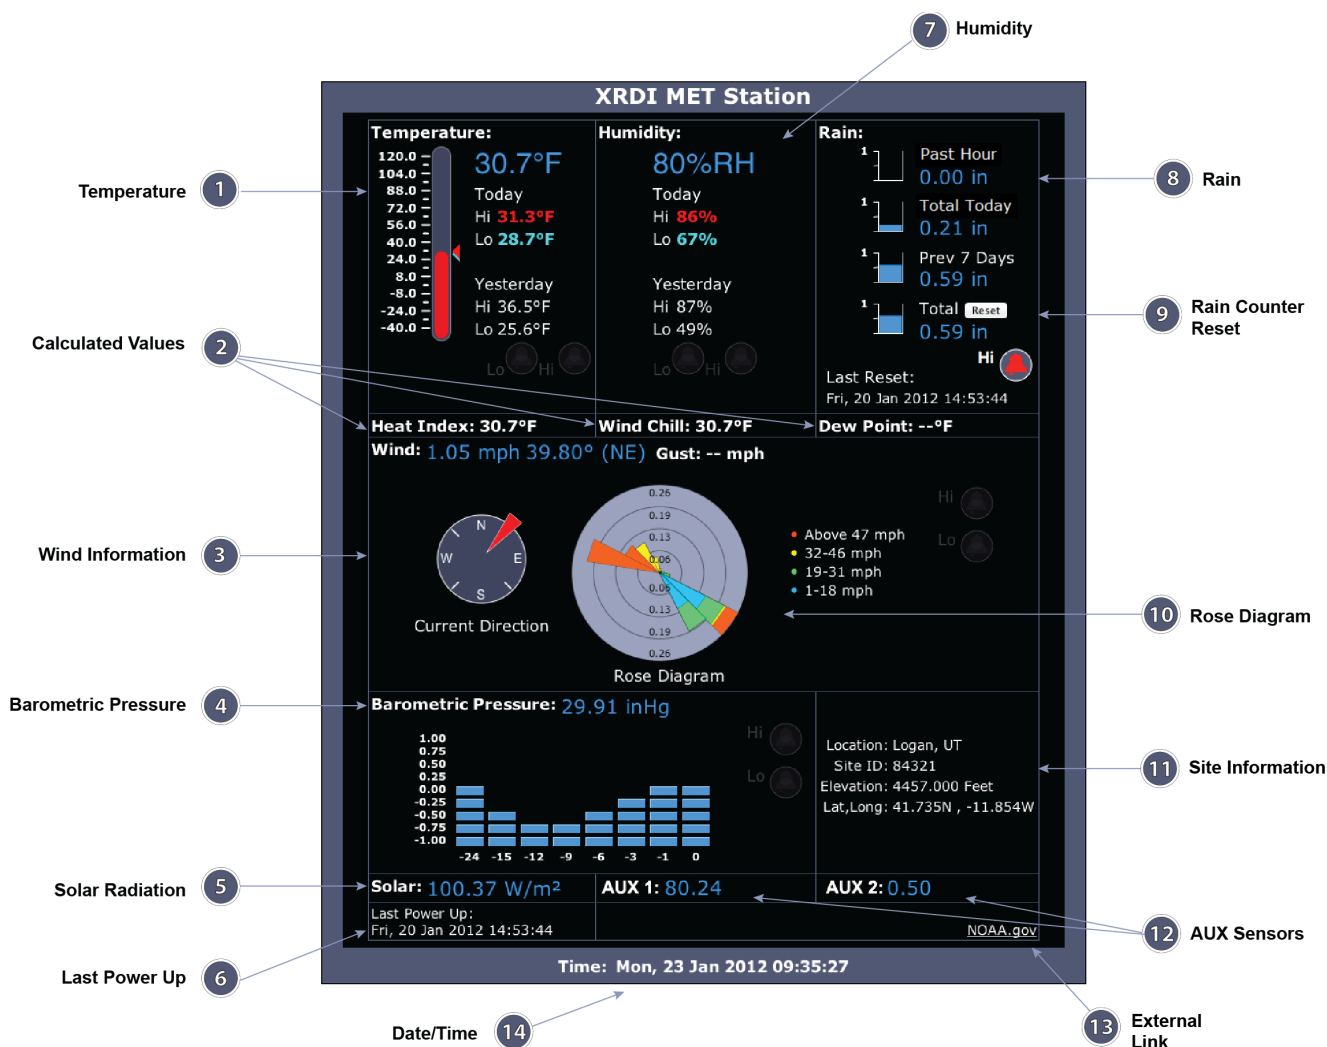 7 Humidity
XRDI MET Station
Temperature:
120.0
104.0
88.0
72.0
56.0
40.0
24.0
8.0
-8.0
-24.0
-40.0
30.7°F
Today
Hi 31.3°F
Lo 28.7°F
Yesterday
Hi 36.5°F
Lo 25.6°F
Lo Hi
Humidity:
80%RH
Today
Hi 86%
Lo 67%
Yesterday
Hi 87%
Lo 49%
Lo Hi
Rain:
1 Past Hour
0.00 in
1 Total Today
0.21 in
1 Prev 7 Days
0.59 in
1 Total Reset
0.59 in
Hi
Last Reset:
Fri, 20 Jan 2012 14:53:44
Temperature 1
8 Rain
Calculated Values 2
9 Rain Counter
Reset
Heat Index: 30.7°F
Wind Chill: 30.7°F
Dew Point: --°F
Wind: 1.05 mph 39.80° (NE) Gust: -- mph
N
W E
S
Current Direction
0.26
0.19
0.13
0.06
0.06
0.13
0.19
0.26
Rose Diagram
Above 47 mph
32-46 mph
19-31 mph
1-18 mph
Hi
Lo
Wind Information 3
10 Rose Diagram
Barometric Pressure 4
Barometric Pressure: 29.91 inHg
1.00
0.75
0.50
0.25
0.00
-0.25
-0.50
-0.75
-1.00
-24 -15 -12 -9 -6 -3 -1 0
Hi
Lo
Location: Logan, UT
Site ID: 84321
Elevation: 4457.000 Feet
Lat,Long: 41.735N , -11.854W
11 Site Information
Solar Radiation 5
Solar: 100.37 W/m²
AUX 1: 80.24
AUX 2: 0.50
12 AUX Sensors
Last Power Up:
Fri, 20 Jan 2012 14:53:44
NOAA.gov
Last Power Up 6
Time: Mon, 23 Jan 2012 09:35:27
Date/Time 14
13 External
Link